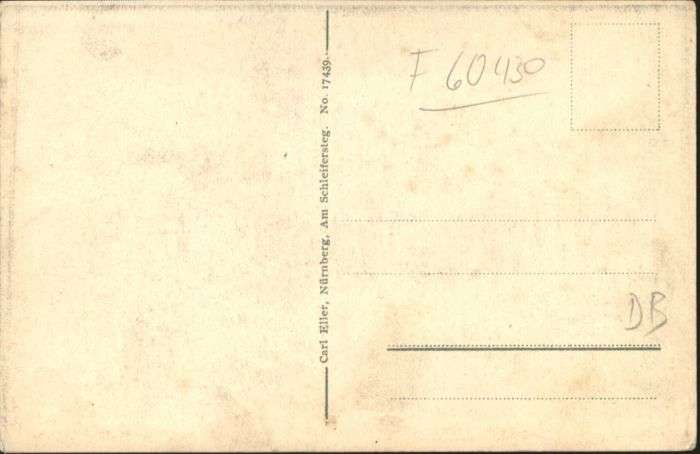 Carl Eller, Nürnberg, Am Schleifersteg. No. 17439.
F 60430
DB